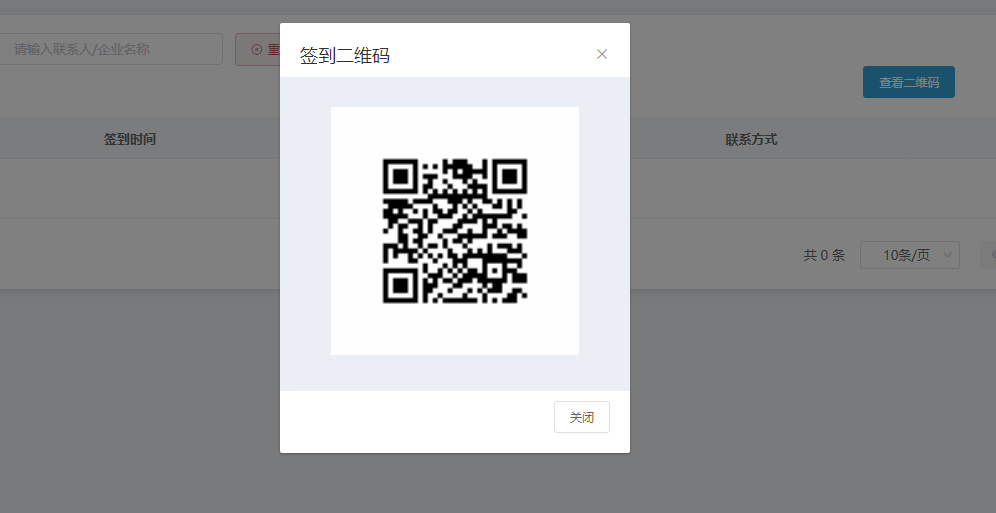 签到二维码
请输入联系人/企业名称
重
查看二维码
签到时间
联系方式
共 0 条
10条/页
关闭